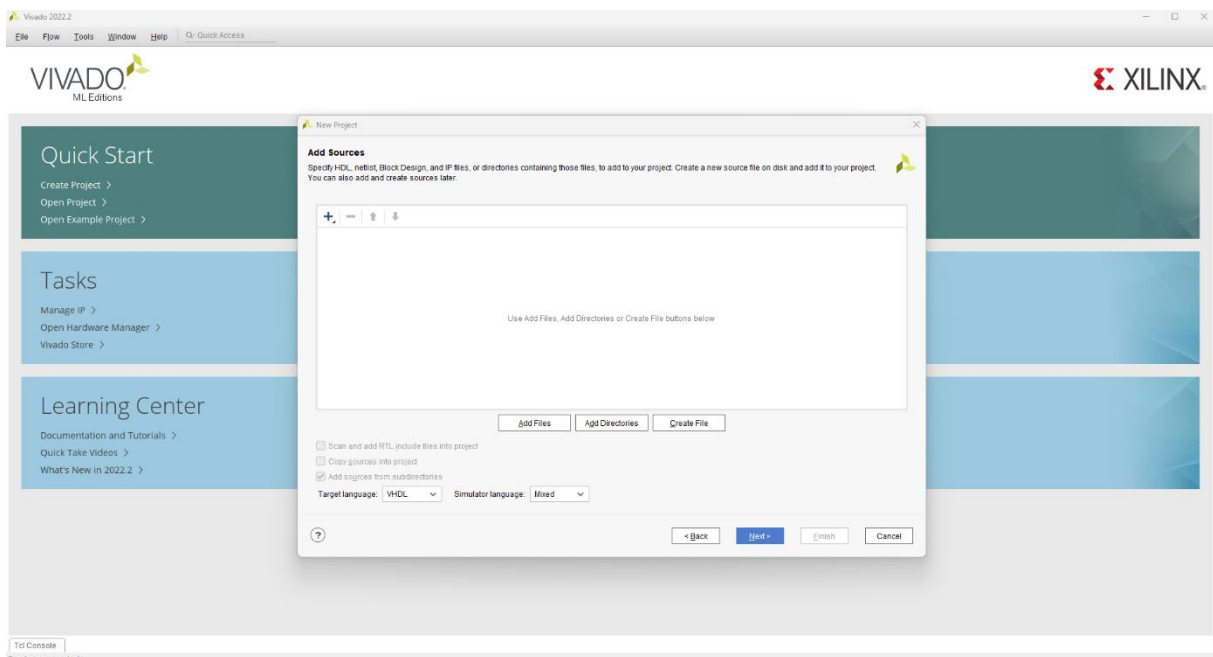 Vivado 2022.2
File Flow Tools Window Help Q- Quick Access
VIVADO
ML Editions
XILINX
New Project
Add Sources
Specify HDL, netlist, Block Design, and IP files, or directories containing those files, to add to your project. Create a new source file on disk and add it to your project.
You can also add and create sources later.
Quick Start
Create Project >
Open Project >
Open Example Project >
Tasks
Manage IP >
Open Hardware Manager >
Vivado Store >
Use Add Files, Add Directories or Create File buttons below
Learning Center
Documentation and Tutorials >
Quick Take Videos >
What's New in 2022.2 >
Add Files Add Directories Create File
Scan and add RTL include files into project
Copy sources into project
Add sources from subdirectories
Target language: VHDL Simulator language: Mixed
? < Back Next > Finish Cancel
Tcl Console